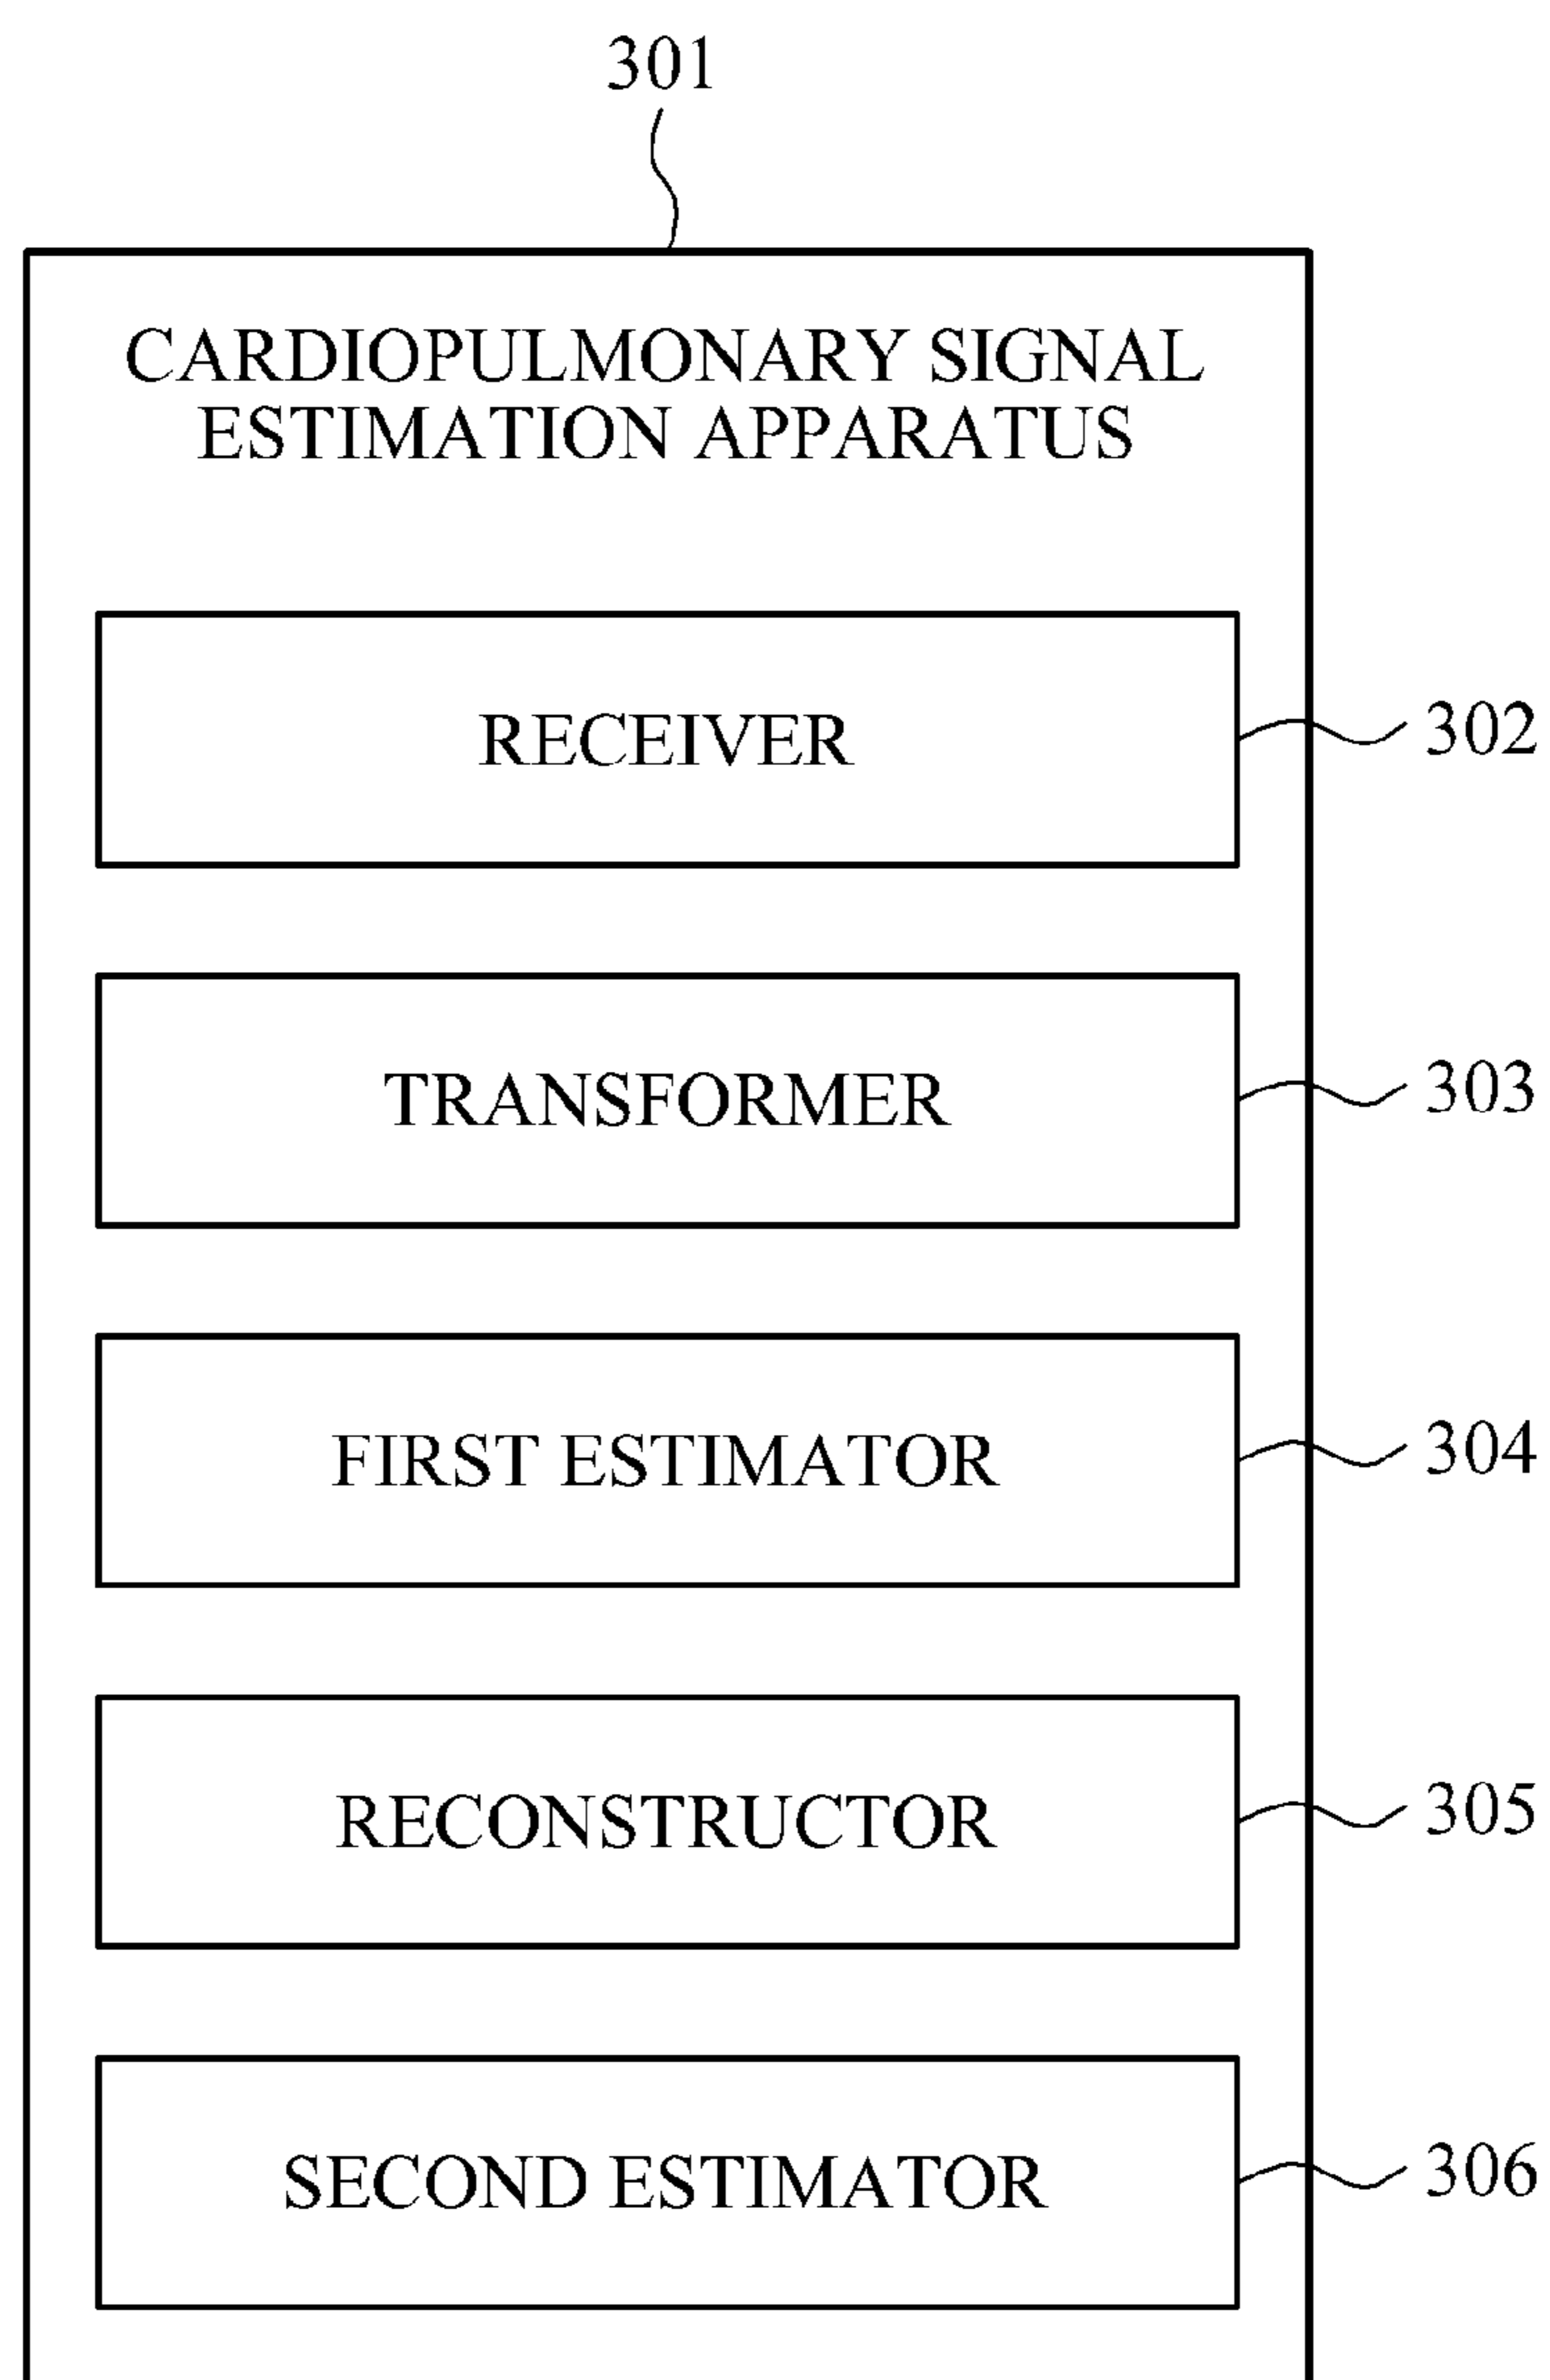 301
CARDIOPULMONARY SIGNAL
ESTIMATION APPARATUS
RECEIVER
302
TRANSFORMER
303
FIRST ESTIMATOR
304
RECONSTRUCTOR
305
SECOND ESTIMATOR
306